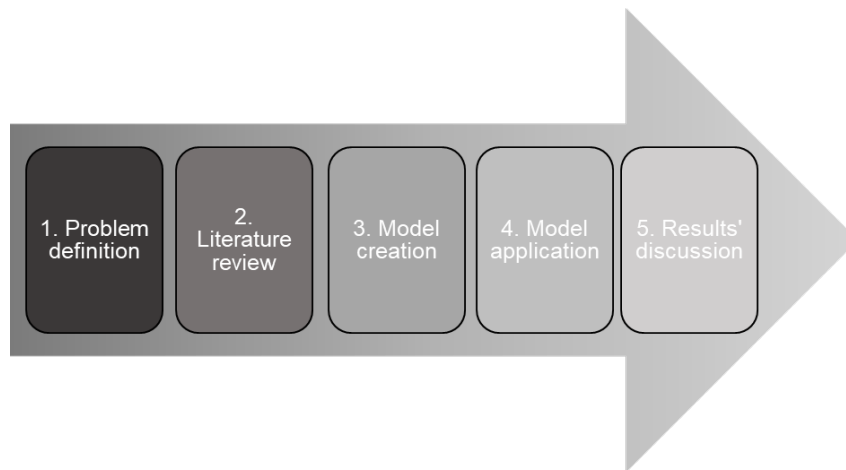 1. Problem
definition
2.
Literature
review
3. Model
creation
4. Model
application
5. Results'
discussion